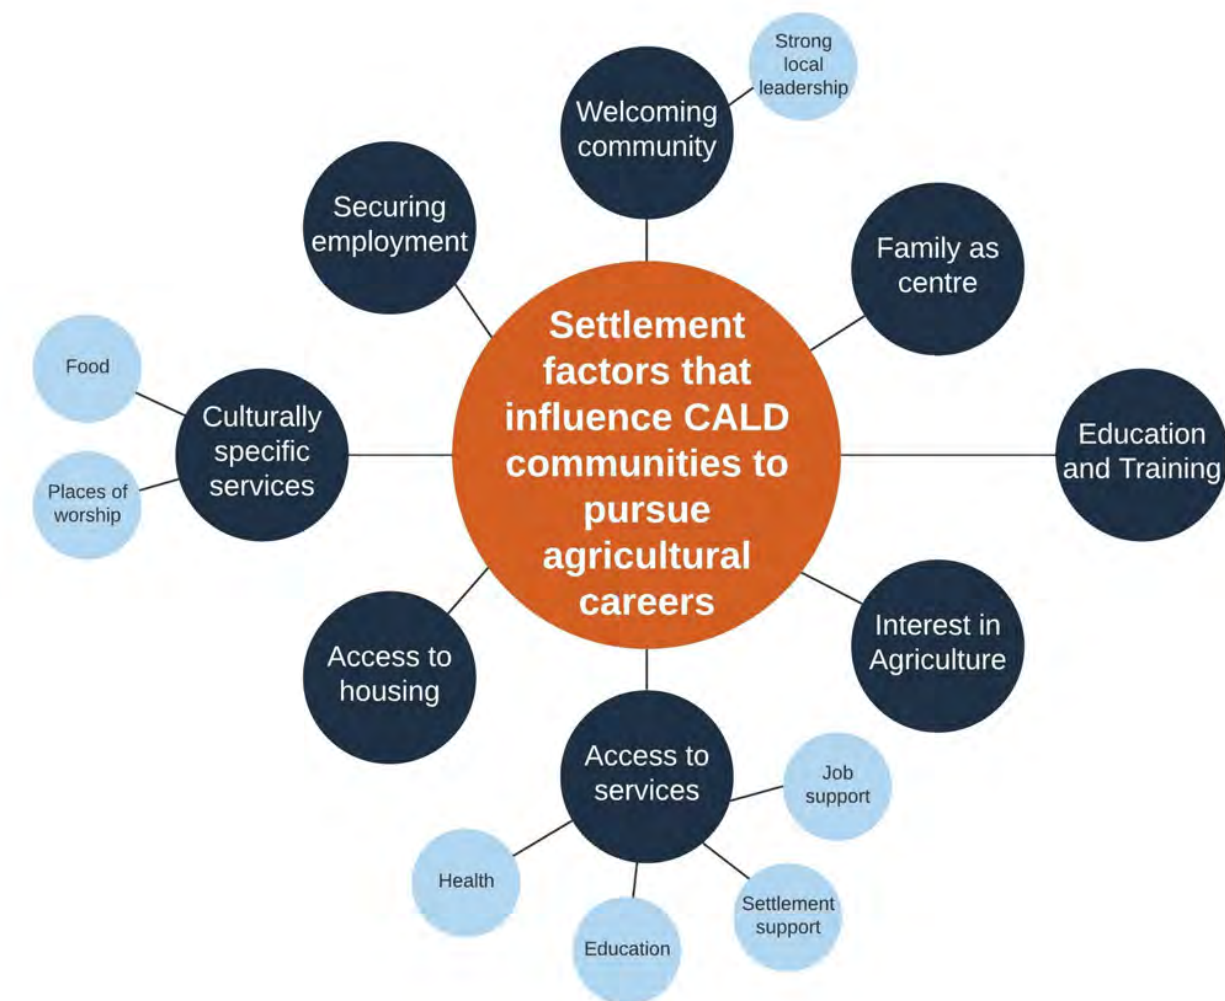 Strong
local
leadership
Welcoming
community
Securing
employment
Family as
centre
Settlement
factors that
influence CALD
communities to
pursue
agricultural
careers
Food
Culturally
specific
services
Places of
worship
Education
and Training
Access to
housing
Interest in
Agriculture
Access to
services
Job
support
Health
Settlement
support
Education